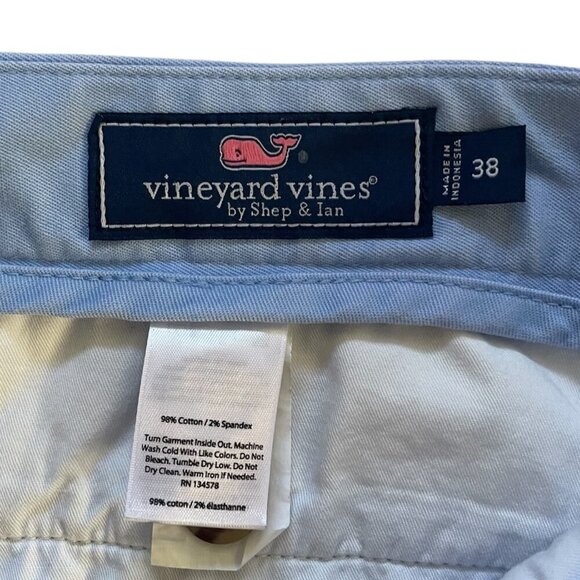 vineyard vines®
by Shep & Ian
MADE IN
INDONESIA
38
98% Cotton / 2% Spandex
Turn Garment Inside Out. Machine
Wash Cold With Like Colors. Do Not
Bleach. Tumble Dry Low. Do Not
Dry Clean. Warm Iron If Needed.
RN 134578
98% coton / 2% élasthanne